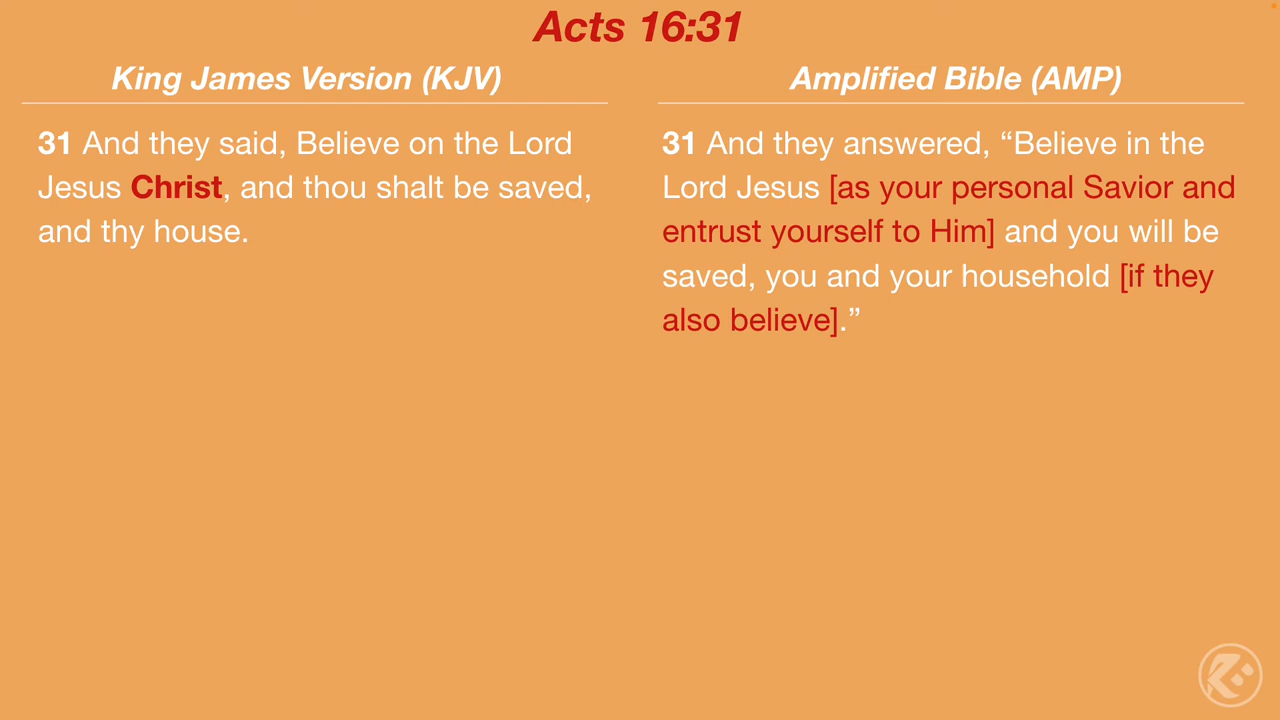 Acts 16:31
King James Version (KJV)
31 And they said, Believe on the Lord
Jesus Christ, and thou shalt be saved,
and thy house.
Amplified Bible (AMP)
31 And they answered, “Believe in the
Lord Jesus [as your personal Savior and
entrust yourself to Him] and you will be
saved, you and your household [if they
also believe].”